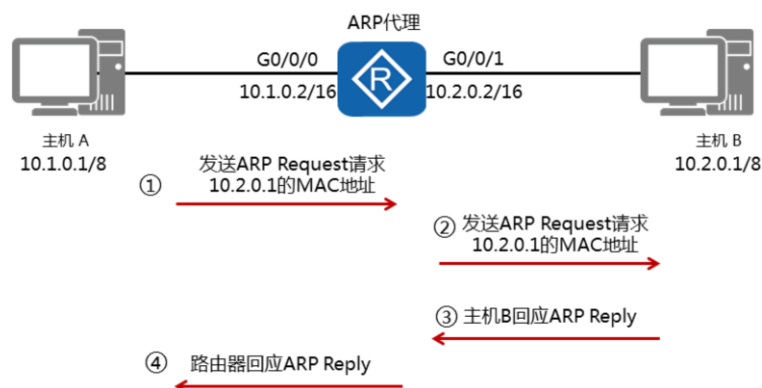 ARP代理
G0/0/0
G0/0/1
10.1.0.2/16
R
10.2.0.2/16
主机 A
10.1.0.1/8
主机 B
10.2.0.1/8
①
发送ARP Request请求
10.2.0.1的MAC地址
②
发送ARP Request请求
10.2.0.1的MAC地址
③ 主机B回应ARP Reply
④ 路由器回应ARP Reply